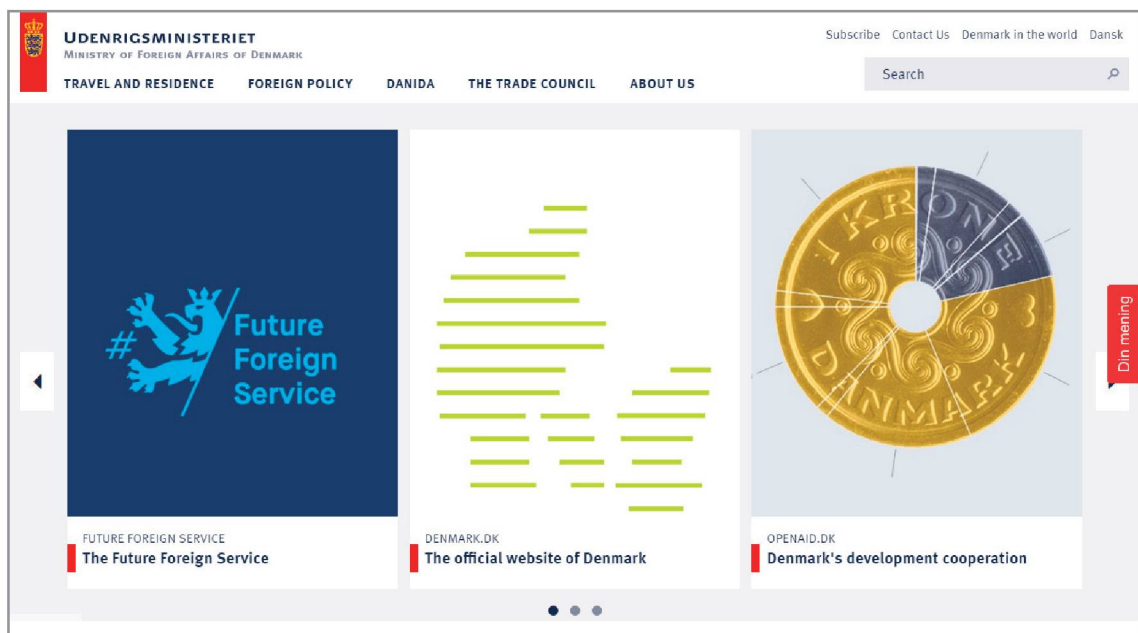 UDENRIGSMINISTERIET
MINISTRY OF FOREIGN AFFAIRS OF DENMARK
Subscribe Contact Us Denmark in the world Dansk
Search
TRAVEL AND RESIDENCE FOREIGN POLICY DANIDA THE TRADE COUNCIL ABOUT US
# Future
Foreign
Service
1 KRONE
DANMARK
Din mening
FUTURE FOREIGN SERVICE
The Future Foreign Service
DENMARK.DK
The official website of Denmark
OPENAID.DK
Denmark's development cooperation